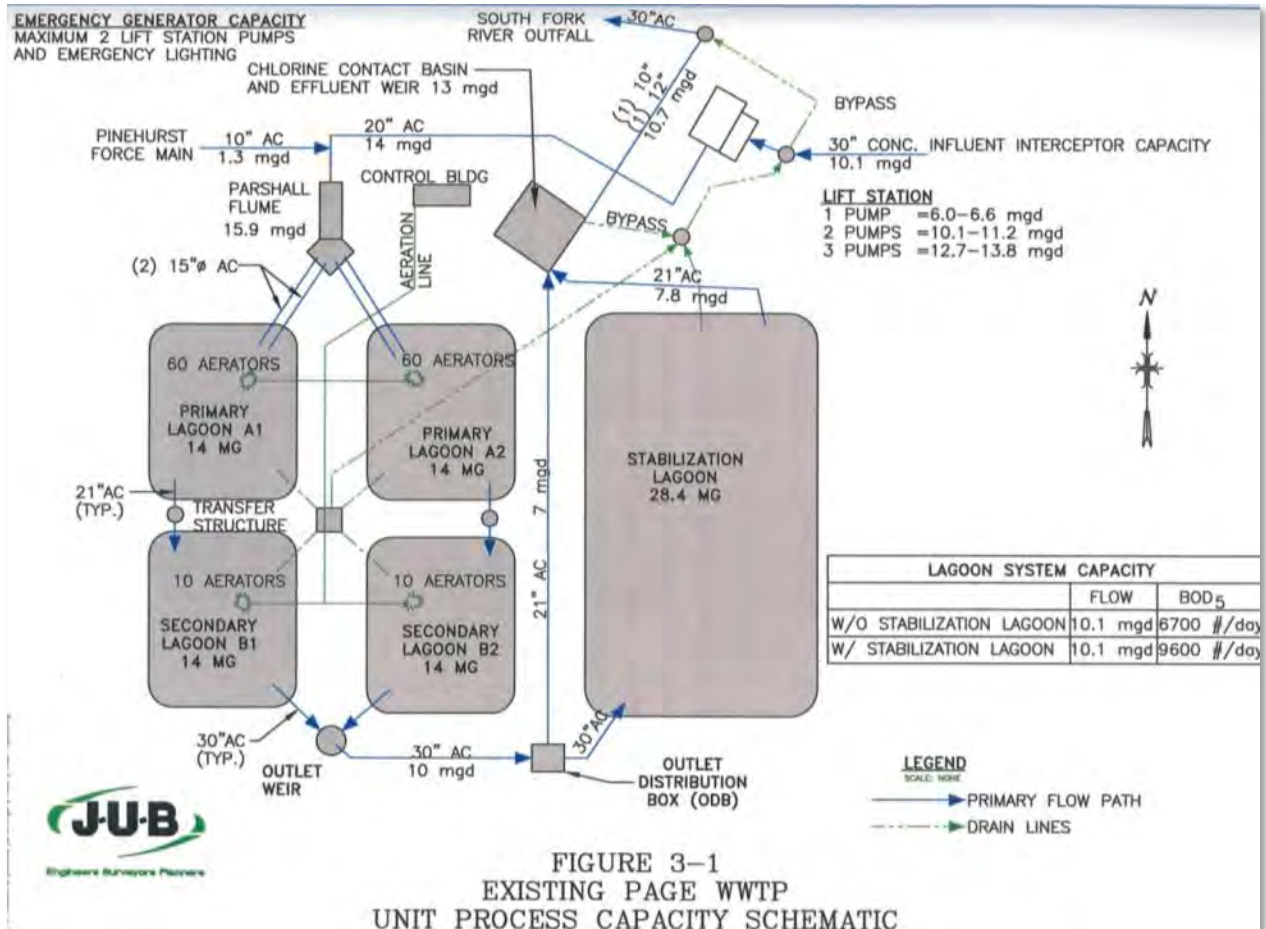 EMERGENCY GENERATOR CAPACITY
MAXIMUM 2 LIFT STATION PUMPS
AND EMERGENCY LIGHTING
SOUTH FORK
RIVER OUTFALL
30"AC
CHLORINE CONTACT BASIN
AND EFFLUENT WEIR 13 mgd
(1) 10"
(1) 12"
10.7 mgd
BYPASS
PINEHURST
FORCE MAIN
10" AC
1.3 mgd
20" AC
14 mgd
30" CONC. INFLUENT INTERCEPTOR CAPACITY
10.1 mgd
PARSHALL
FLUME
15.9 mgd
CONTROL BLDG
LIFT STATION
1 PUMP =6.0-6.6 mgd
2 PUMPS =10.1-11.2 mgd
3 PUMPS =12.7-13.8 mgd
BYPASS
AERATION
LINE
(2) 15"ø AC
21"AC
7.8 mgd
N
60 AERATORS
60 AERATORS
PRIMARY
LAGOON A1
14 MG
PRIMARY
LAGOON A2
14 MG
STABILIZATION
LAGOON
28.4 MG
21"AC
(TYP.)
TRANSFER
STRUCTURE
21" AC
7 mgd
10 AERATORS
10 AERATORS
SECONDARY
LAGOON B1
14 MG
SECONDARY
LAGOON B2
14 MG
LAGOON SYSTEM CAPACITY
FLOW BOD5
W/O STABILIZATION LAGOON 10.1 mgd 6700 #/day
W/ STABILIZATION LAGOON 10.1 mgd 9600 #/day
30"AC
(TYP.)
OUTLET
WEIR
30" AC
10 mgd
30"AC
OUTLET
DISTRIBUTION
BOX (ODB)
LEGEND
SCALE: NONE
PRIMARY FLOW PATH
DRAIN LINES
J·U·B
Engineers Surveyors Planners
FIGURE 3-1
EXISTING PAGE WWTP
UNIT PROCESS CAPACITY SCHEMATIC